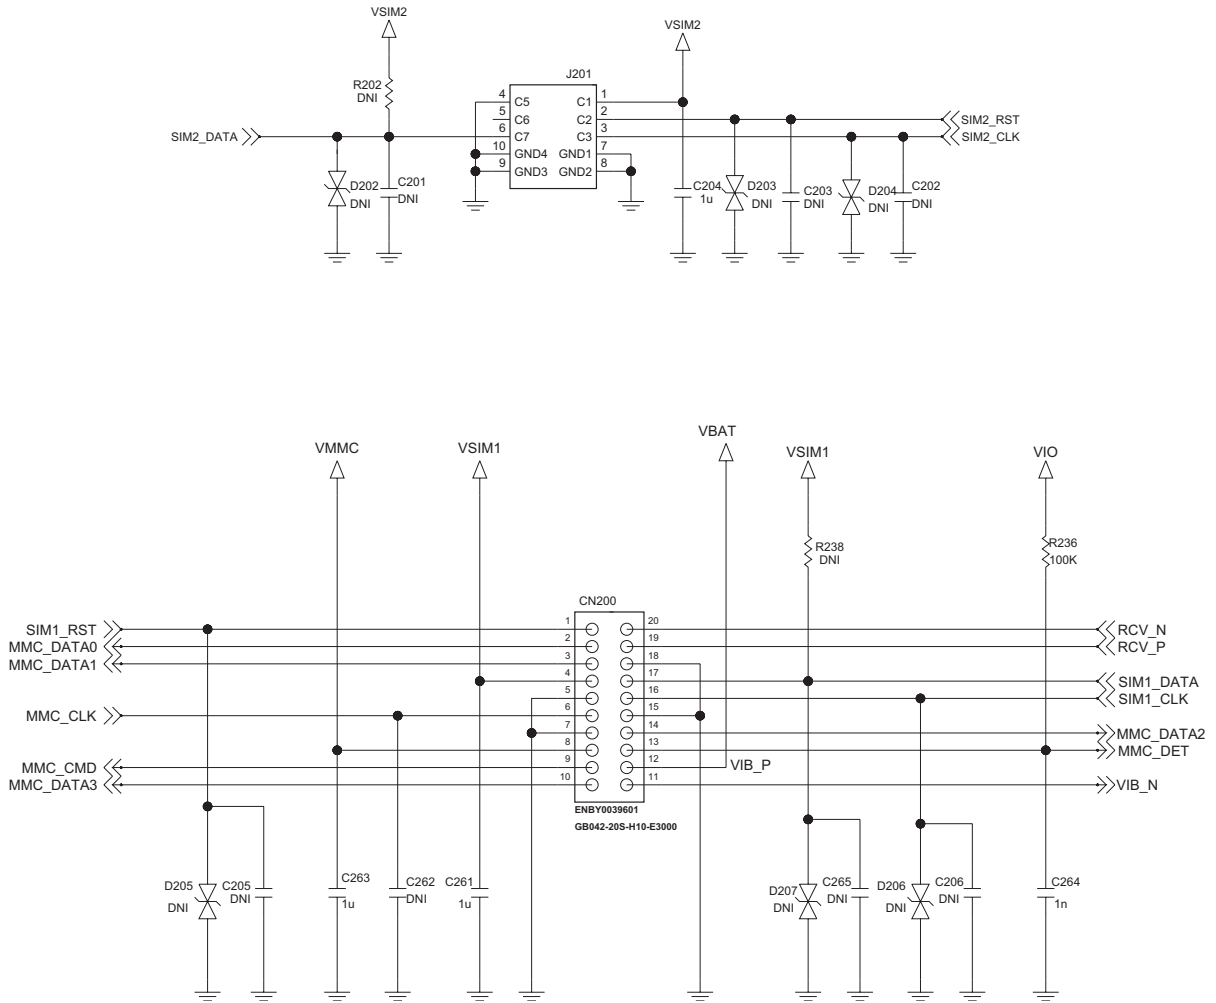 VSIM2
VSIM2
J201
R202
DNI
4 C5 C1 1
5 C6 C2 2
6 C7 C3 3
10 GND4 GND1 7
9 GND3 GND2 8
SIM2_DATA
SIM2_RST
SIM2_CLK
D202
DNI
C201
DNI
C204
1u
D203
DNI
C203
DNI
D204
DNI
C202
DNI
VMMC
VSIM1
VBAT
VSIM1
VIO
R238
DNI
R236
100K
CN200
SIM1_RST 1 20 RCV_N
MMC_DATA0 2 19 RCV_P
MMC_DATA1 3 18
4 17 SIM1_DATA
5 16 SIM1_CLK
MMC_CLK 6 15
7 14 MMC_DATA2
8 13 MMC_DET
MMC_CMD 9 12 VIB_P
MMC_DATA3 10 11 VIB_N
ENBY0039601
GB042-20S-H10-E3000
D205
DNI
C205
DNI
C263
1u
C262
DNI
C261
1u
D207
DNI
C265
DNI
D206
DNI
C206
DNI
C264
1n